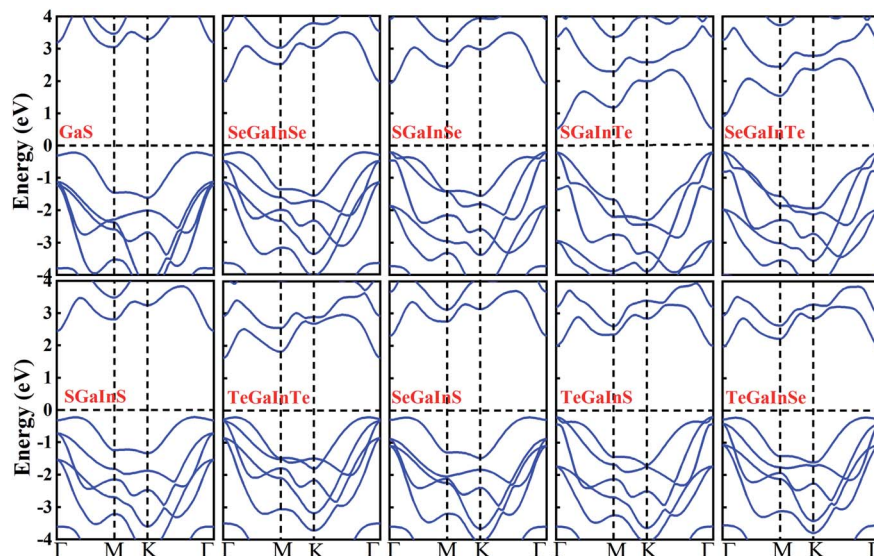 4
3
2
1
0
-1
-2
-3
-4
Energy (eV)
GaS
SeGaInSe
SGaInSe
SGaInTe
SeGaInTe
4
3
2
1
0
-1
-2
-3
-4
Energy (eV)
SGaInS
TeGaInTe
SeGaInS
TeGaInS
TeGaInSe
Γ M K Γ M K Γ M K Γ M K Γ M K Γ